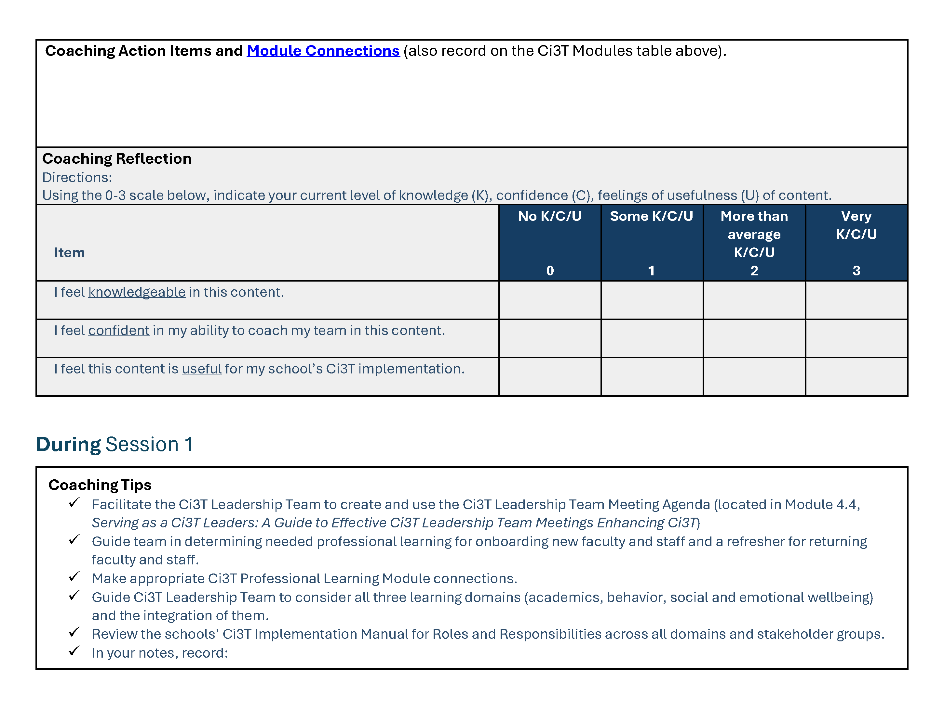 Coaching Action Items and Module Connections (also record on the Ci3T Modules table above).
Coaching Reflection
Directions:
Using the 0-3 scale below, indicate your current level of knowledge (K), confidence (C), feelings of usefulness (U) of content.
Item
No K/C/U
0
Some K/C/U
1
More than
average
K/C/U
2
Very
K/C/U
3
I feel knowledgeable in this content.
I feel confident in my ability to coach my team in this content.
I feel this content is useful for my school's Ci3T implementation.
During Session 1
Coaching Tips
✓ Facilitate the Ci3T Leadership Team to create and use the Ci3T Leadership Team Meeting Agenda (located in Module 4.4,
Serving as a Ci3T Leaders: A Guide to Effective Ci3T Leadership Team Meetings Enhancing Ci3T)
✓ Guide team in determining needed professional learning for onboarding new faculty and staff and a refresher for returning
faculty and staff.
✓ Make appropriate Ci3T Professional Learning Module connections.
✓ Guide Ci3T Leadership Team to consider all three learning domains (academics, behavior, social and emotional wellbeing)
and the integration of them.
✓ Review the schools' Ci3T Implementation Manual for Roles and Responsibilities across all domains and stakeholder groups.
✓ In your notes, record: